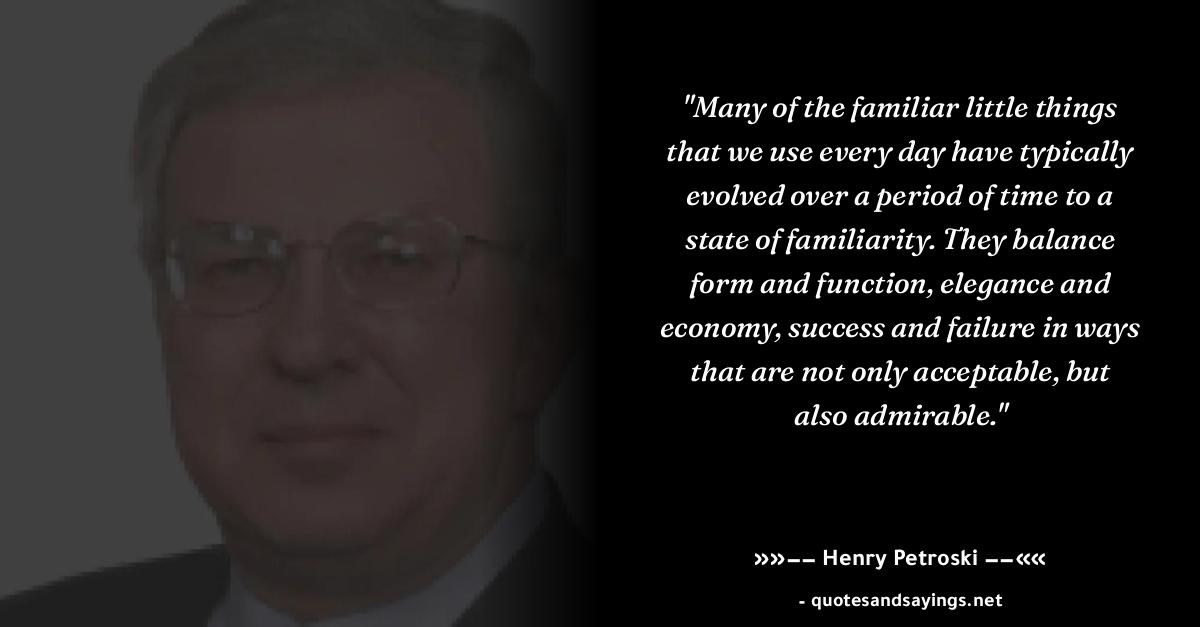 "Many of the familiar little things
that we use every day have typically
evolved over a period of time to a
state of familiarity. They balance
form and function, elegance and
economy, success and failure in ways
that are not only acceptable, but
also admirable."
»»−− Henry Petroski −−««
- quotesandsayings.net